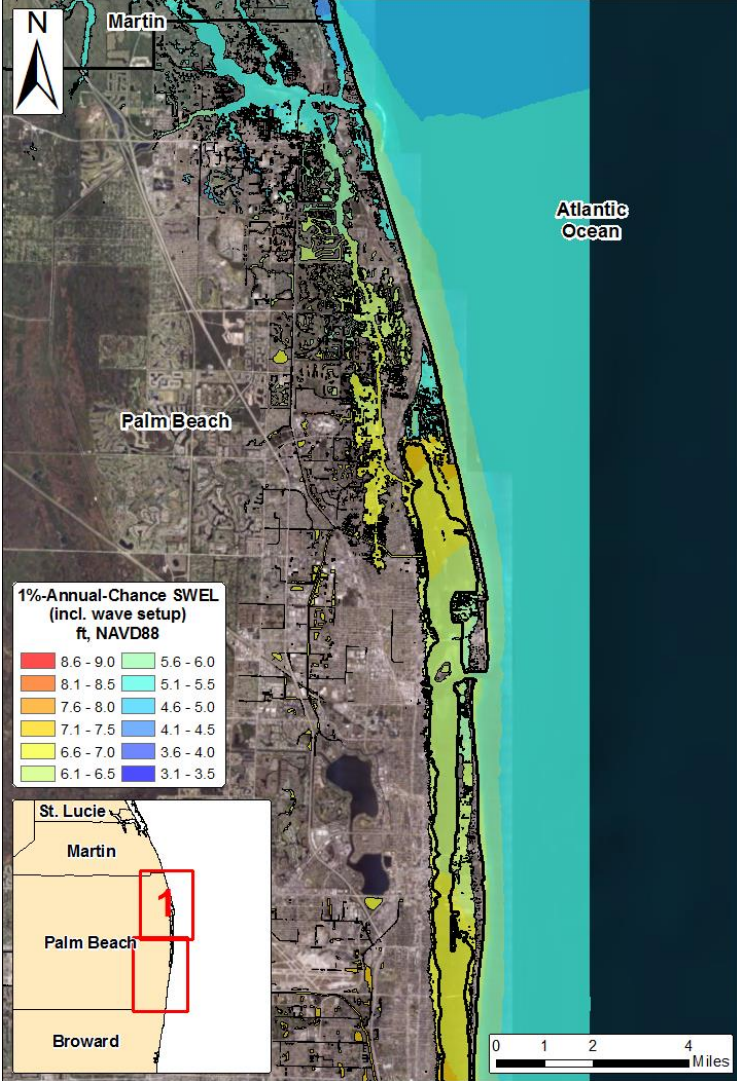 N
Martin
Atlantic
Ocean
Palm Beach
1%-Annual-Chance SWEL
(incl. wave setup)
ft, NAVD88
8.6 - 9.0 5.6 - 6.0
8.1 - 8.5 5.1 - 5.5
7.6 - 8.0 4.6 - 5.0
7.1 - 7.5 4.1 - 4.5
6.6 - 7.0 3.6 - 4.0
6.1 - 6.5 3.1 - 3.5
St. Lucie
Martin
1
Palm Beach
Broward
0 1 2 4
Miles